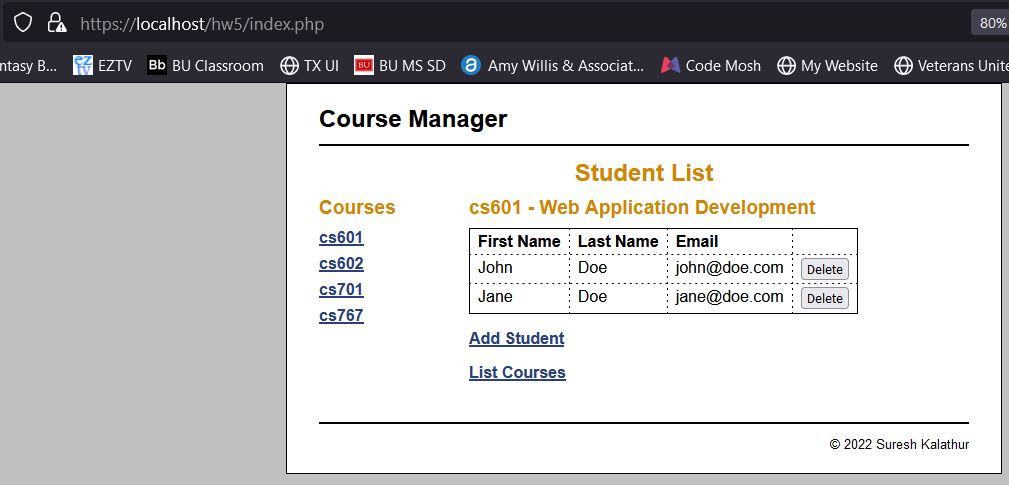 https://localhost/hw5/index.php 80%
ntasy B... EZTV Bb BU Classroom TX UI BU BU MS SD a Amy Willis & Associat... Code Mosh My Website Veterans Unite
Course Manager
Student List
Courses
cs601
cs602
cs701
cs767
cs601 - Web Application Development
First Name Last Name Email
John Doe john@doe.com Delete
Jane Doe jane@doe.com Delete
Add Student
List Courses
© 2022 Suresh Kalathur